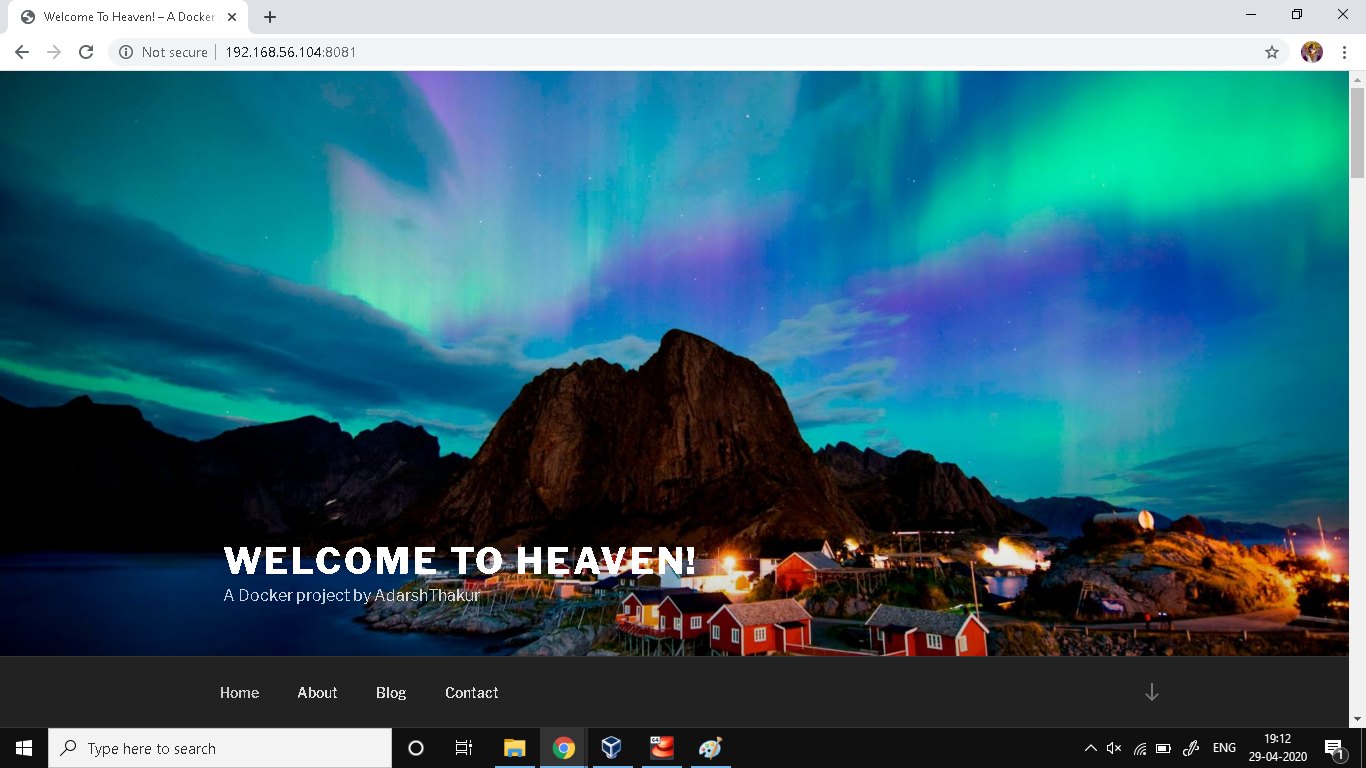 Welcome To Heaven! – A Docker
Not secure
192.168.56.104:8081
WELCOME TO HEAVEN!
A Docker project by AdarshThakur
Home
About
Blog
Contact
Type here to search
ENG
19:12
29-04-2020
1